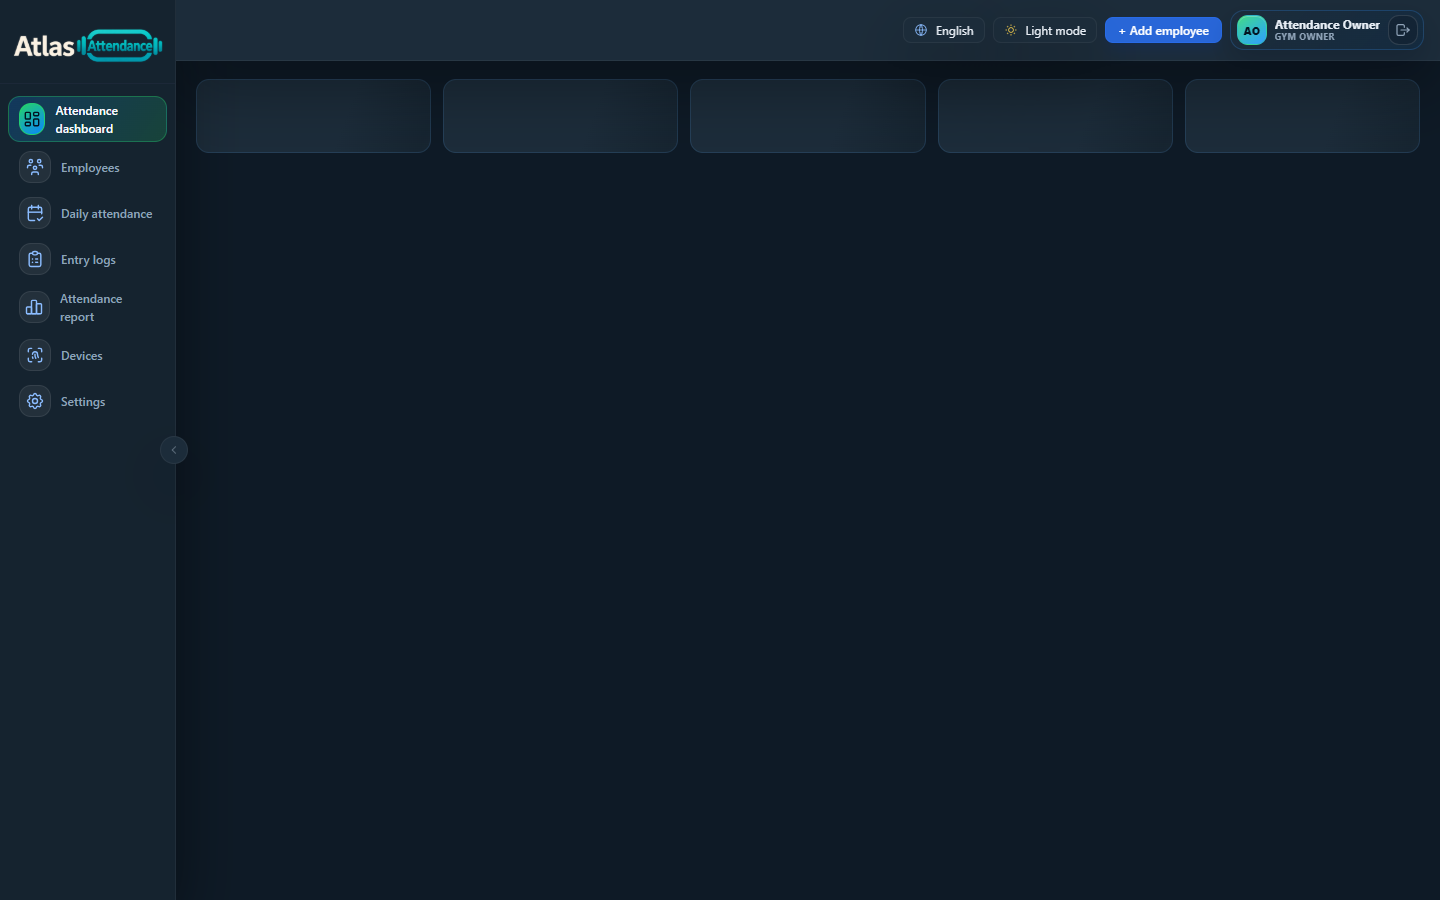 Atlas Attendance
English
Light mode
+ Add employee
AO
Attendance Owner
GYM OWNER
Attendance
dashboard
Employees
Daily attendance
Entry logs
Attendance
report
Devices
Settings